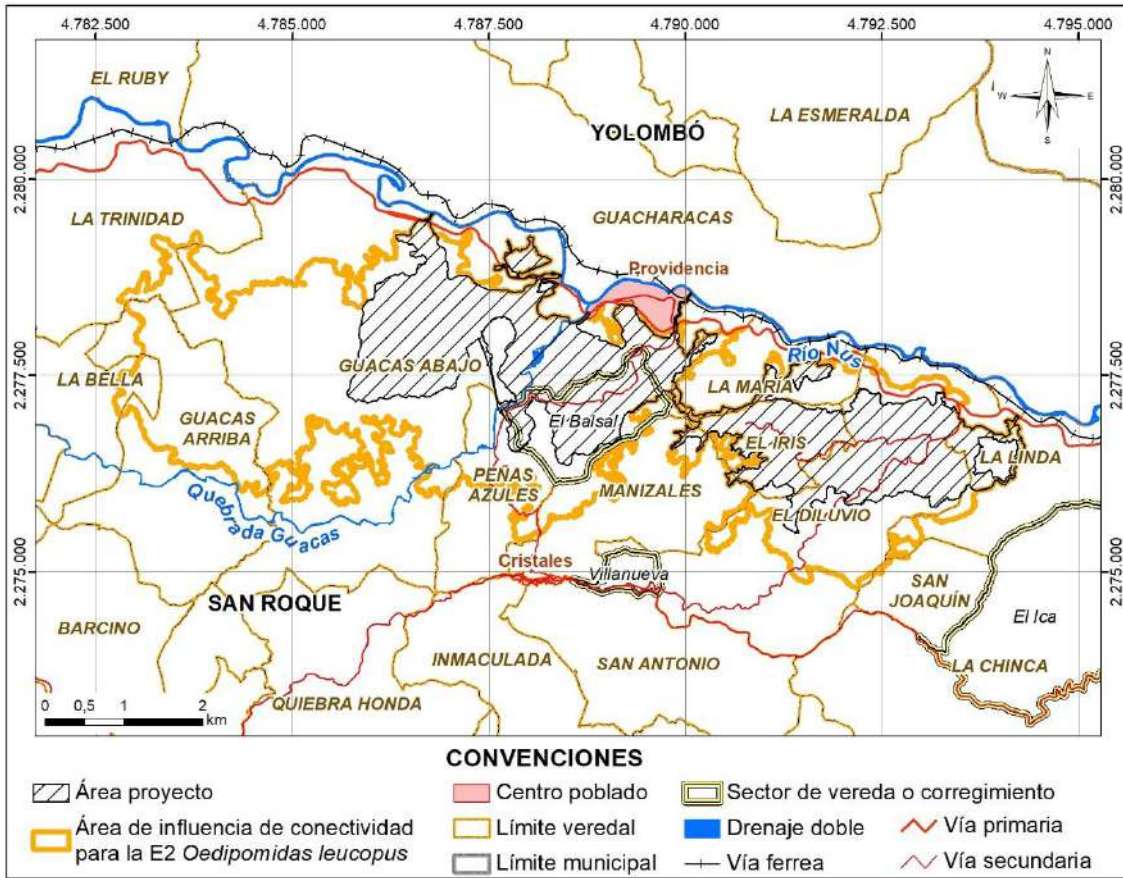 4.782.500
4.785.000
4.787.500
4.790.000
4.792.500
4.795.000
EL RUBY
N
W
E
S
LA ESMERALDA
YOLOMBÓ
2.280.000
2.280.000
LA TRINIDAD
GUACHARACAS
Providencia
Río Nus
GUACAS ABAJO
2.277.500
2.277.500
LA BELLA
LA MARÍA
GUACAS
ARRIBA
El Balsal
EL IRIS
LA LINDA
PEÑAS
AZULES
MANIZALES
Quebrada Guacas
EL DILUVIO
Cristales
2.275.000
2.275.000
Villanueva
SAN ROQUE
SAN
JOAQUÍN
BARCINO
El Ica
INMACULADA
SAN ANTONIO
LA CHINCA
QUIEBRA HONDA
0 0,5 1 2
km
CONVENCIONES
Área proyecto
Centro poblado
Sector de vereda o corregimiento
Área de influencia de conectividad
para la E2 Oedipomidas leucopus
Límite veredal
Drenaje doble
Vía primaria
Límite municipal
Vía ferrea
Vía secundaria